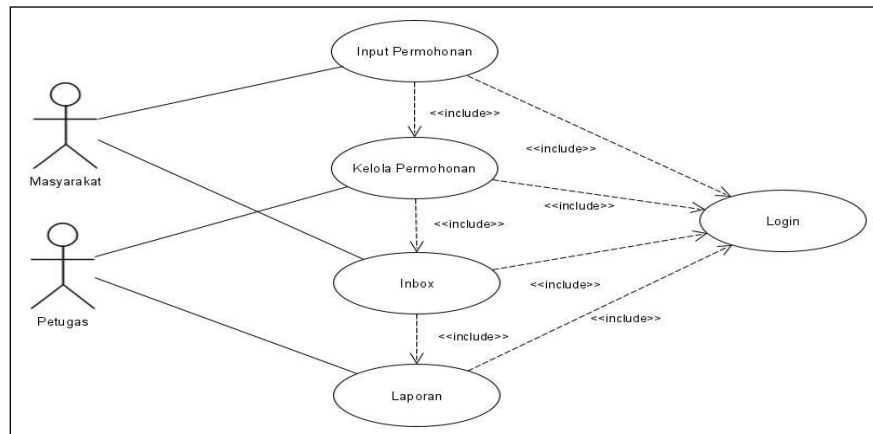 Input Permohonan
<<include>>
<<include>>
Masyarakat
Kelola Permohonan
<<include>>
<<include>>
Login
Petugas
Inbox
<<include>>
<<include>>
<<include>>
Laporan